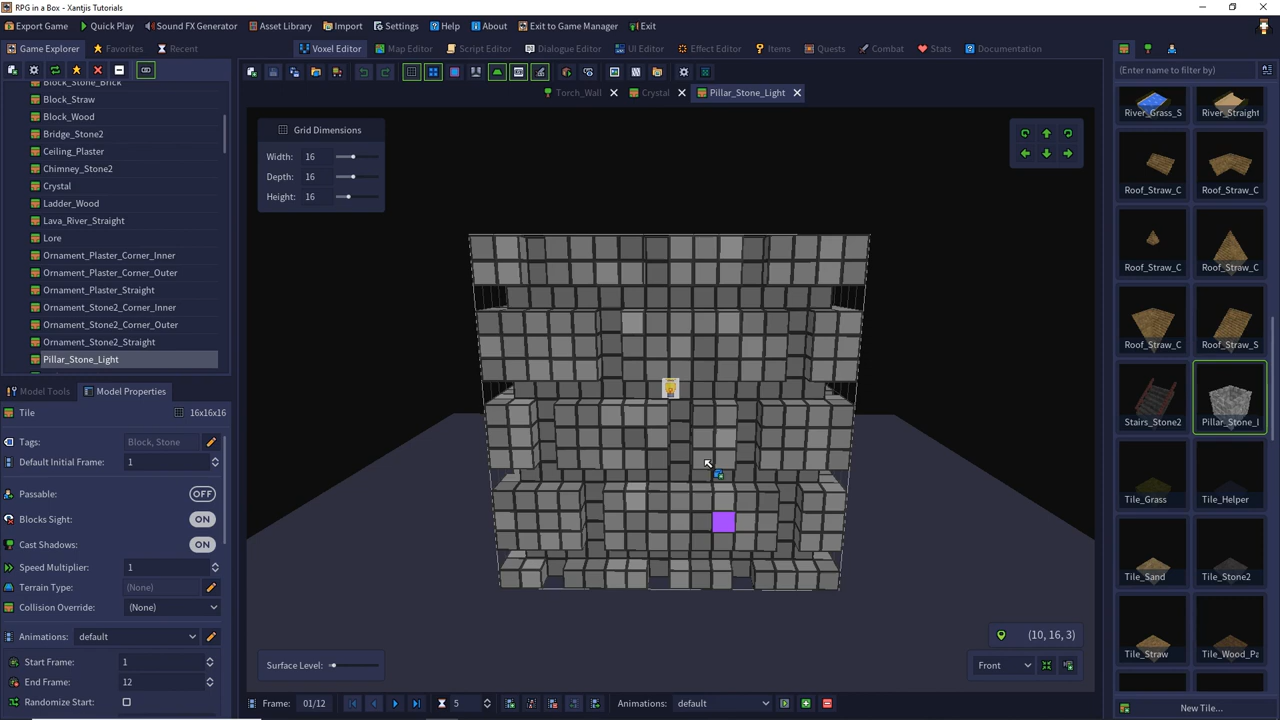 RPG in a Box - Xantjis Tutorials
Export Game Quick Play Sound FX Generator Asset Library Import Settings Help About Exit to Game Manager Exit
Game Explorer Favorites Recent Voxel Editor Map Editor Script Editor Dialogue Editor UI Editor Effect Editor Items Quests Combat Stats Documentation
(Enter name to filter by)
Torch_Wall Crystal Pillar_Stone_Light
Block_Stone_Brick
Block_Straw
Block_Wood
Bridge_Stone2
Ceiling_Plaster
Chimney_Stone2
Crystal
Ladder_Wood
Lava_River_Straight
Lore
Ornament_Plaster_Corner_Inner
Ornament_Plaster_Corner_Outer
Ornament_Plaster_Straight
Ornament_Stone2_Corner_Inner
Ornament_Stone2_Corner_Outer
Ornament_Stone2_Straight
Pillar_Stone_Light
Grid Dimensions
Width: 16
Depth: 16
Height: 16
River_Grass_S River_Straight
Roof_Straw_C Roof_Straw_C
Roof_Straw_C Roof_Straw_C
Roof_Straw_C Roof_Straw_S
Stairs_Stone2 Pillar_Stone_l
Tile_Grass Tile_Helper
Tile_Sand Tile_Stone2
Tile_Straw Tile_Wood_Pa
New Tile...
Model Tools Model Properties
Tile 16x16x16
Tags: Block, Stone
Default Initial Frame: 1
Passable: OFF
Blocks Sight: ON
Cast Shadows: ON
Speed Multiplier: 1
Terrain Type: (None)
Collision Override: (None)
Animations: default
Start Frame: 1
End Frame: 12
Randomize Start:
(10, 16, 3)
Surface Level: Front
Frame: 01/12 5 Animations: default